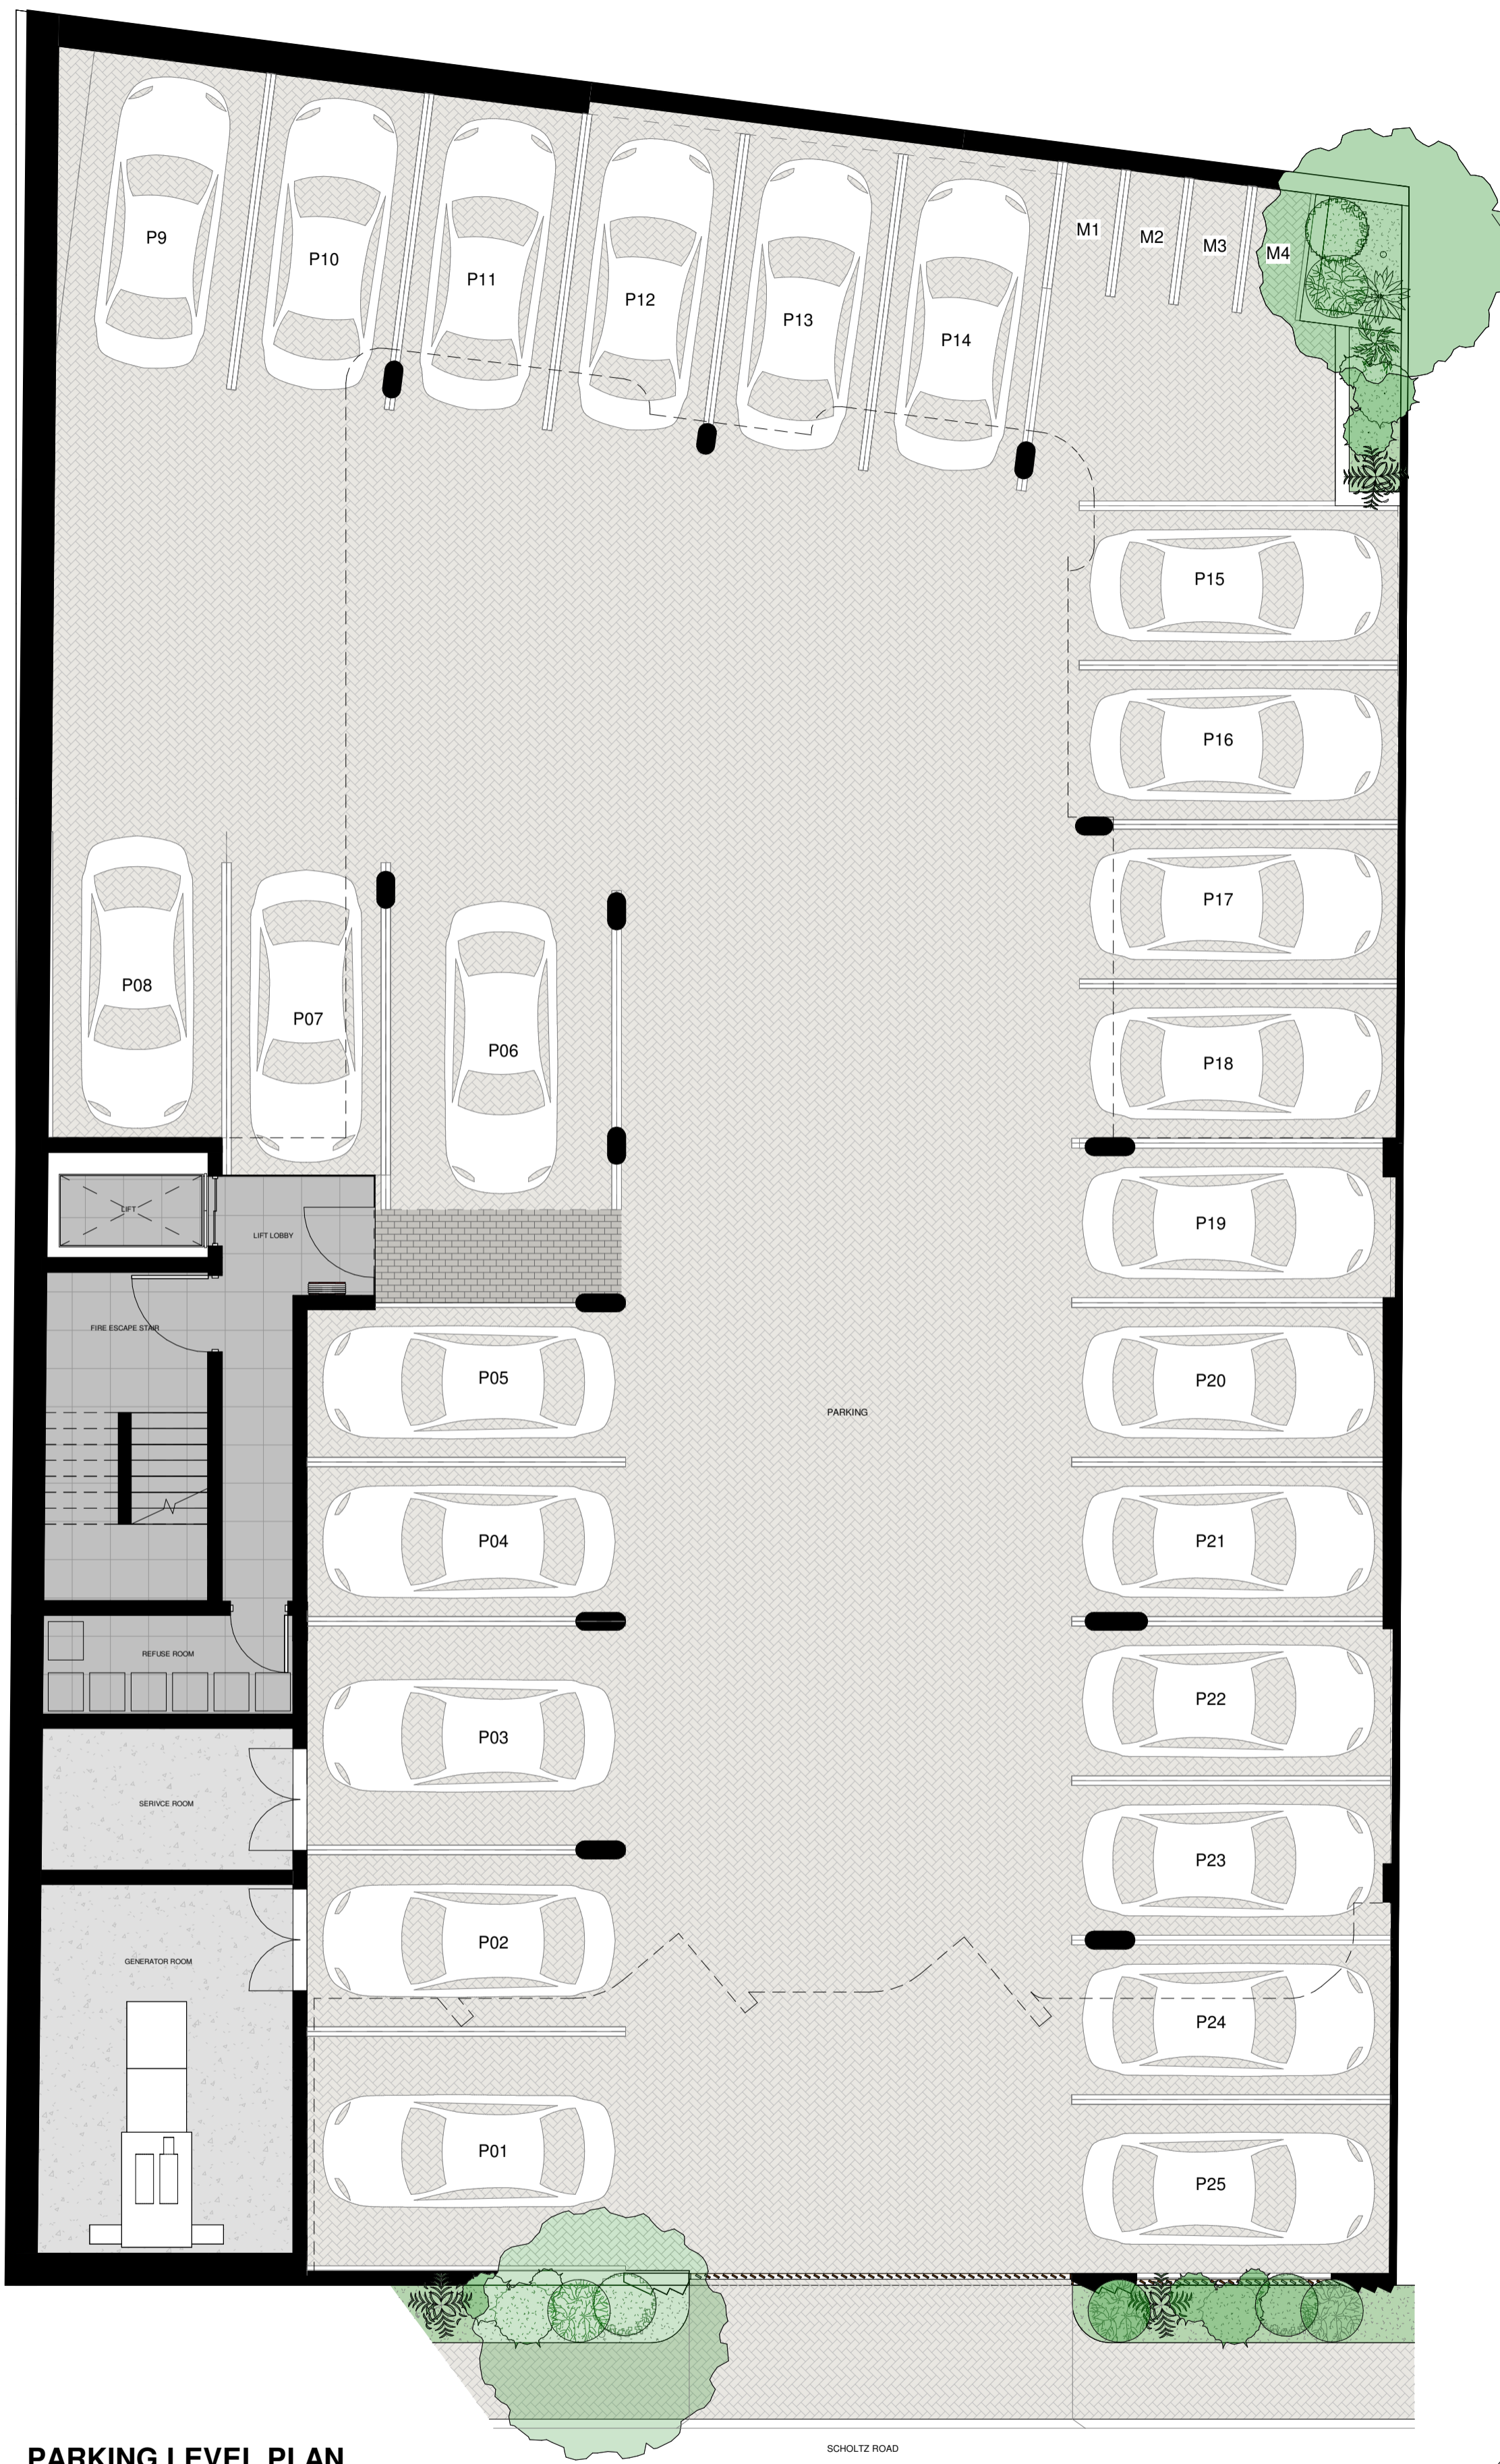 P9
P10
P11
P12
P13
P14
M1
M2
M3
M4
P15
P16
P17
P18
P08
P07
P06
LIFT
LIFT LOBBY
P19
FIRE ESCAPE STAIR
P05
P20
PARKING
P04
P21
REFUSE ROOM
P03
P22
SERIVCE ROOM
P23
P02
GENERATOR ROOM
P24
P01
P25
SCHOLTZ ROAD
PARKING LEVEL PLAN